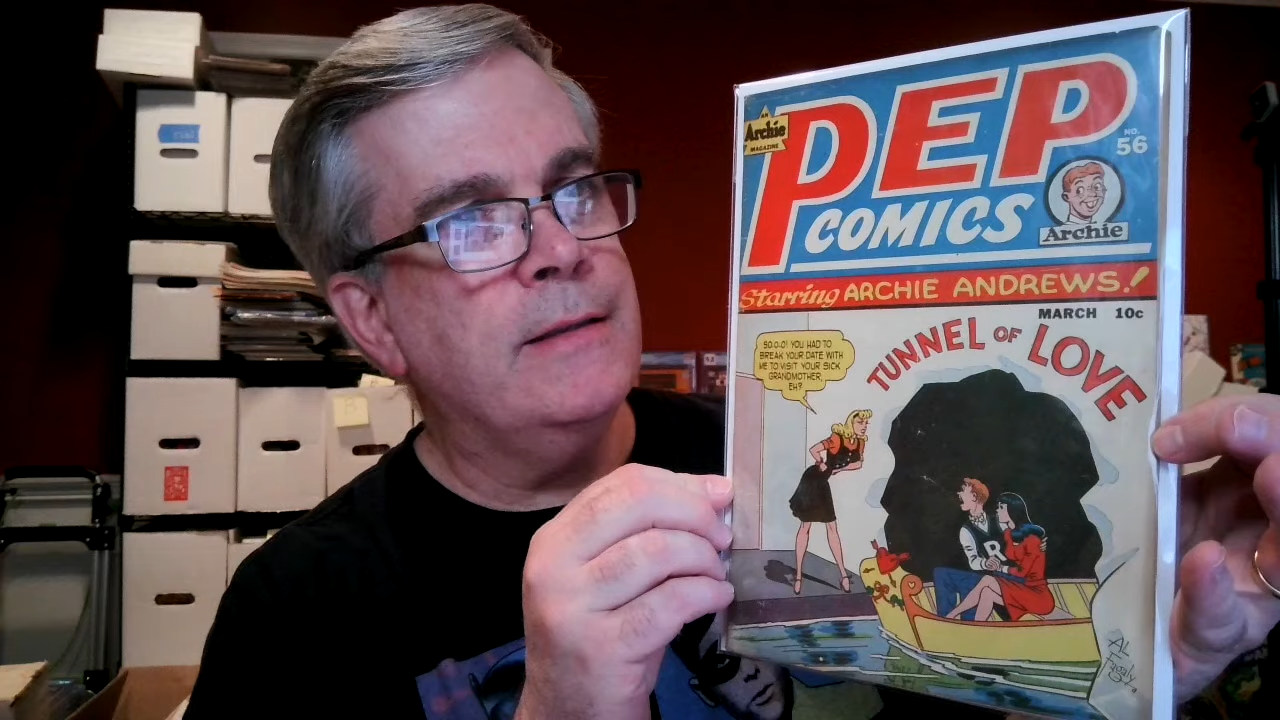 AN
Archie
MAGAZINE
PEP
COMICS
NO.
56
Archie
Starring ARCHIE ANDREWS!
MARCH 10c
TUNNEL OF LOVE
SO-O-O! YOU HAD TO
BREAK YOUR DATE WITH
ME TO VISIT YOUR SICK
GRANDMOTHER,
EH?
R
AL
Fagaly